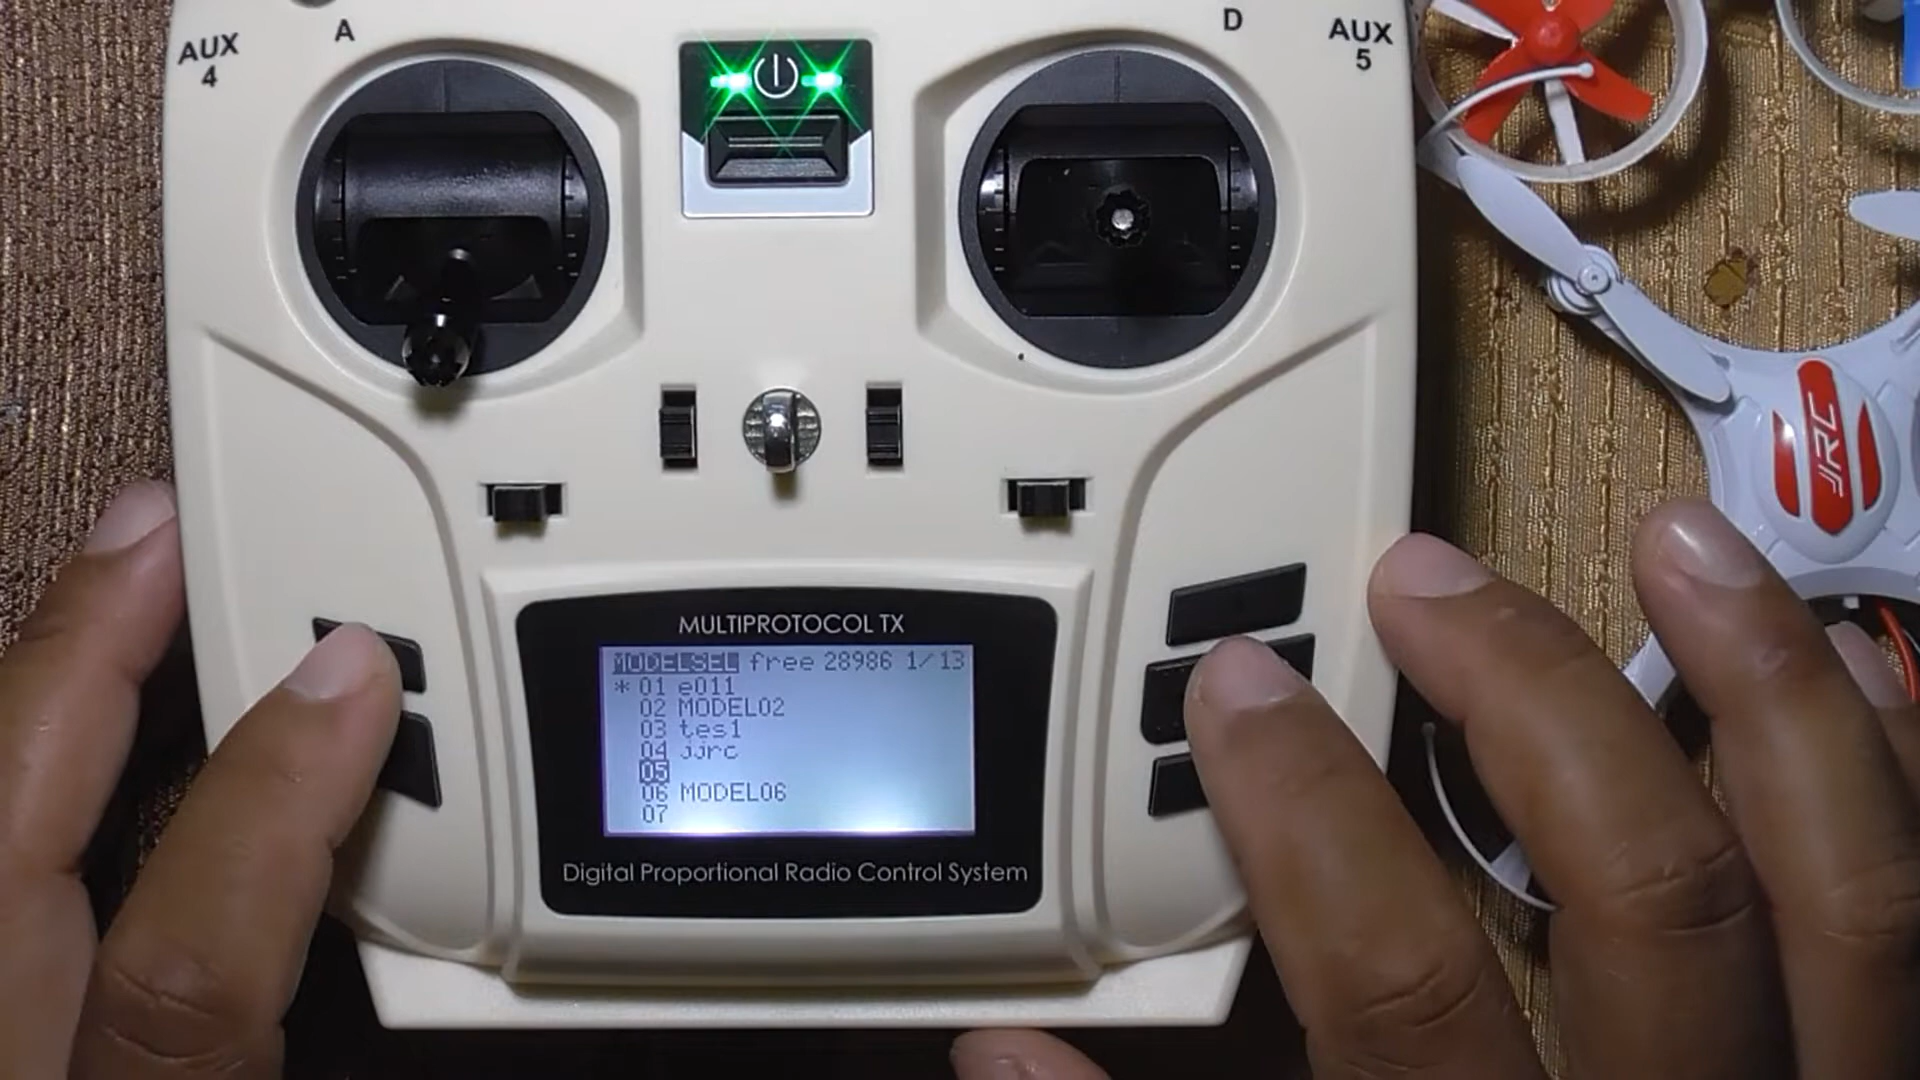 AUX
4
A
D
AUX
5
JJRC
MULTIPROTOCOL TX
MODELSEL free 28986 1/13
* 01 e011
02 MODEL02
03 tes1
04 jjrc
05
06 MODEL06
07
Digital Proportional Radio Control System